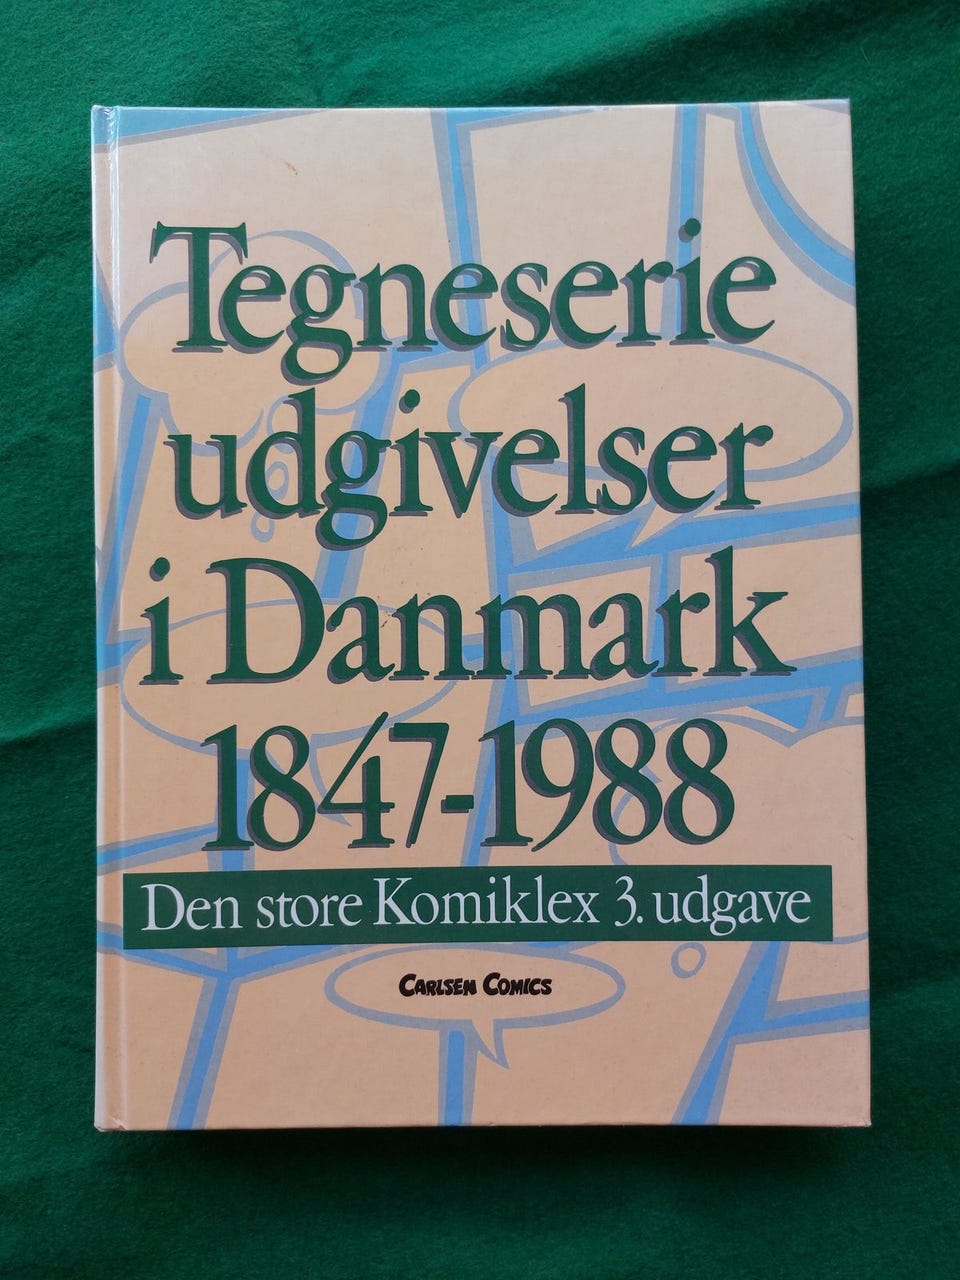 Tegneserie
udgivelser
i Danmark
1847-1988
Den store Komiklex 3. udgave
CARLSEN COMICS